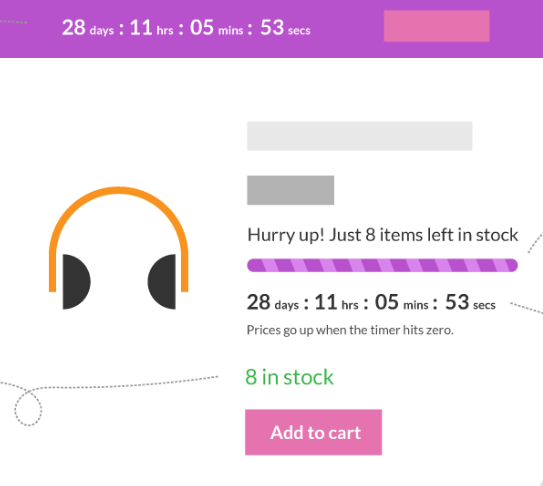 28 days : 11 hrs : 05 mins : 53 secs
Hurry up! Just 8 items left in stock
28 days : 11 hrs : 05 mins : 53 secs
Prices go up when the timer hits zero.
8 in stock
Add to cart